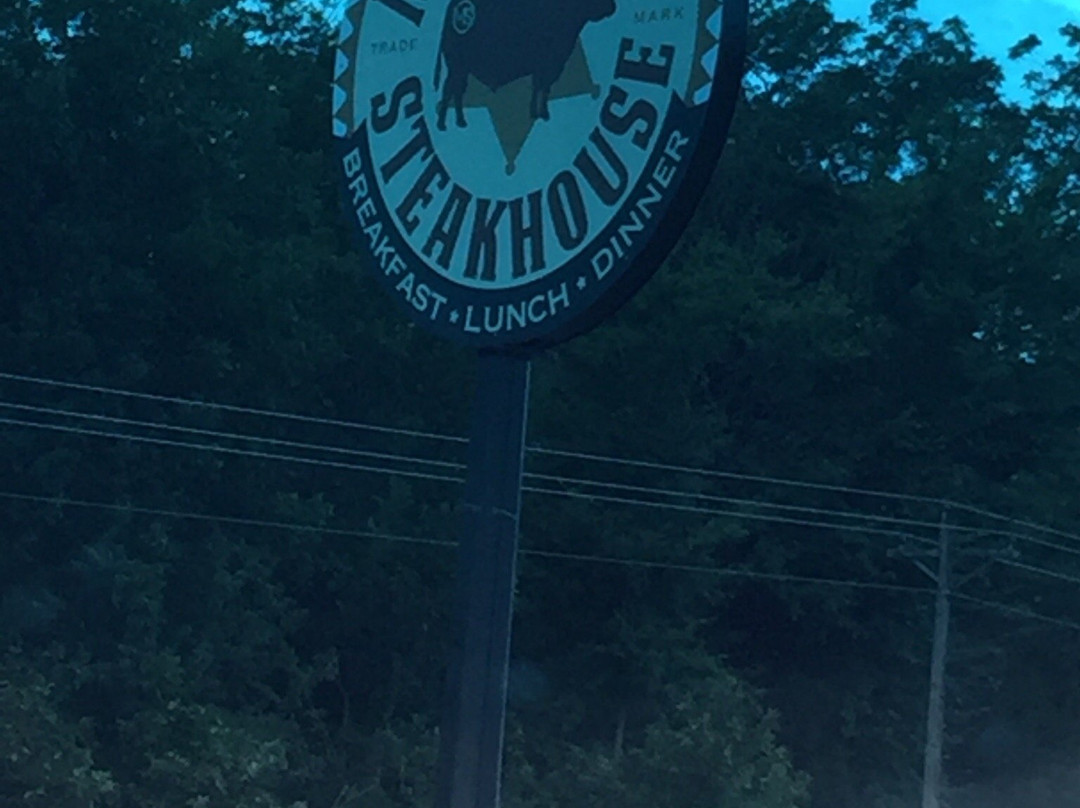 TRADE MARK
STEAKHOUSE
BREAKFAST ★ LUNCH ★ DINNER